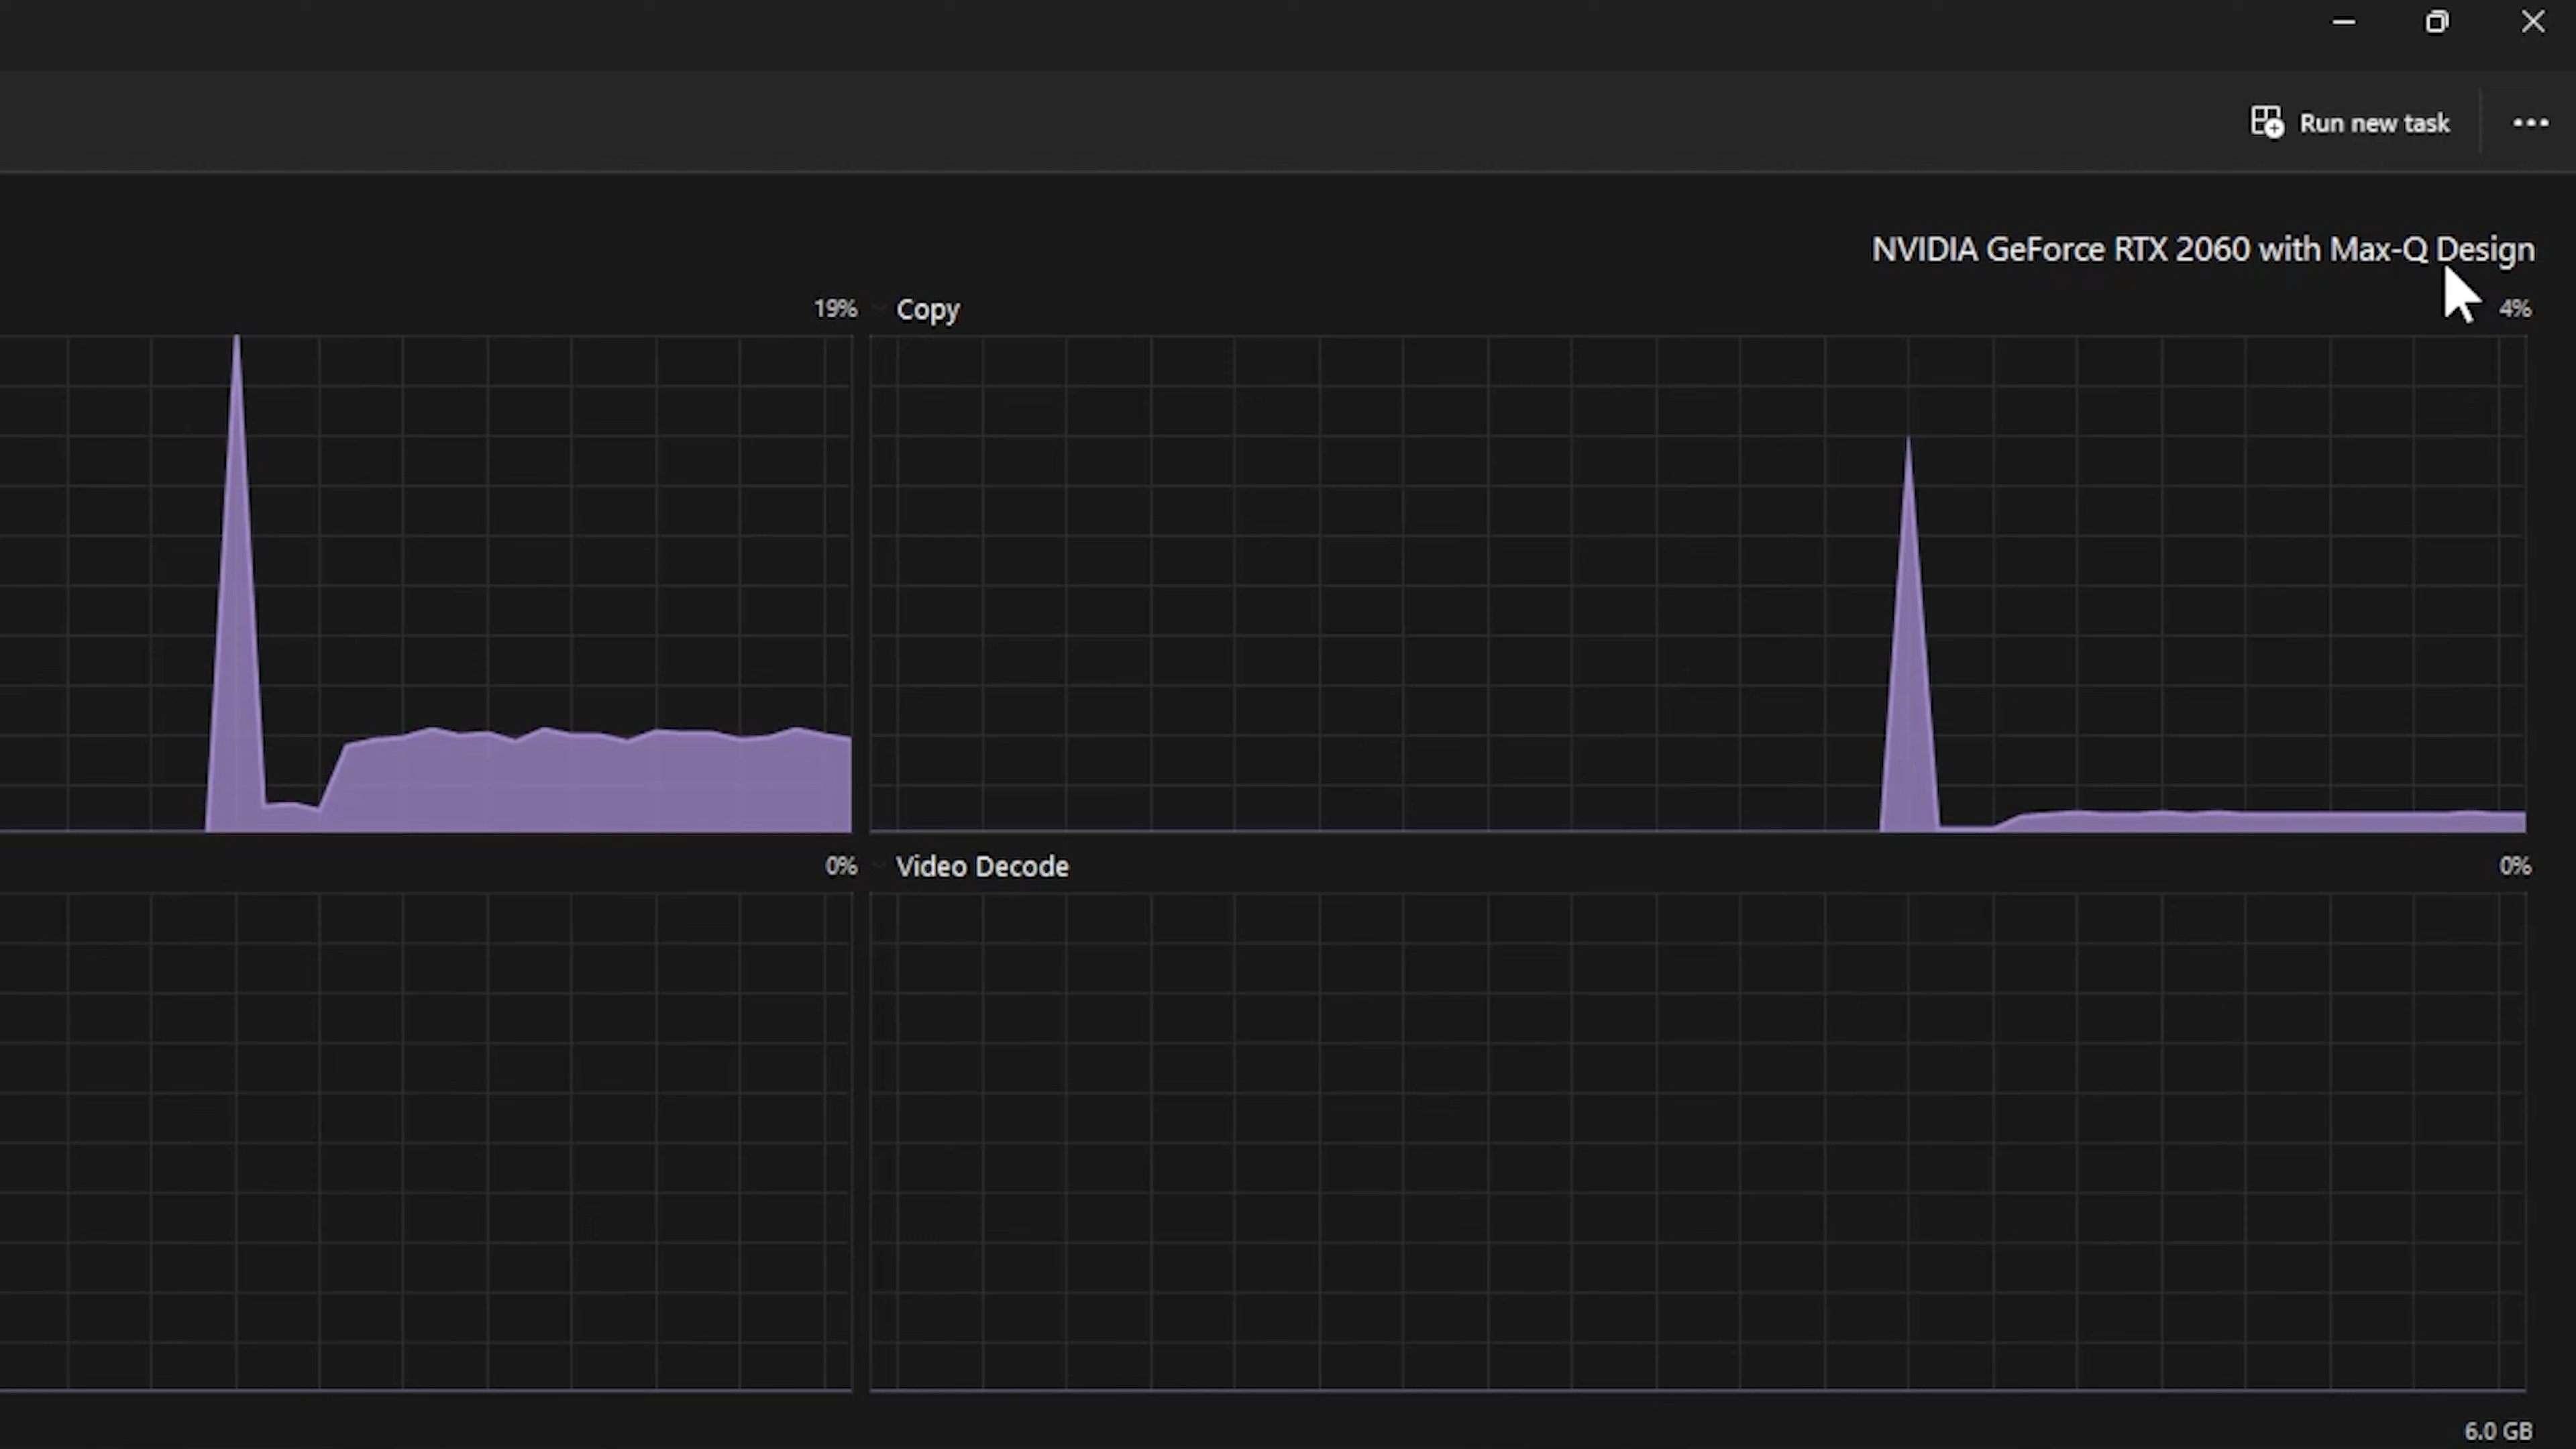 Run new task
NVIDIA GeForce RTX 2060 with Max-Q Design
19% Copy 4%
0% Video Decode 0%
6.0 GB